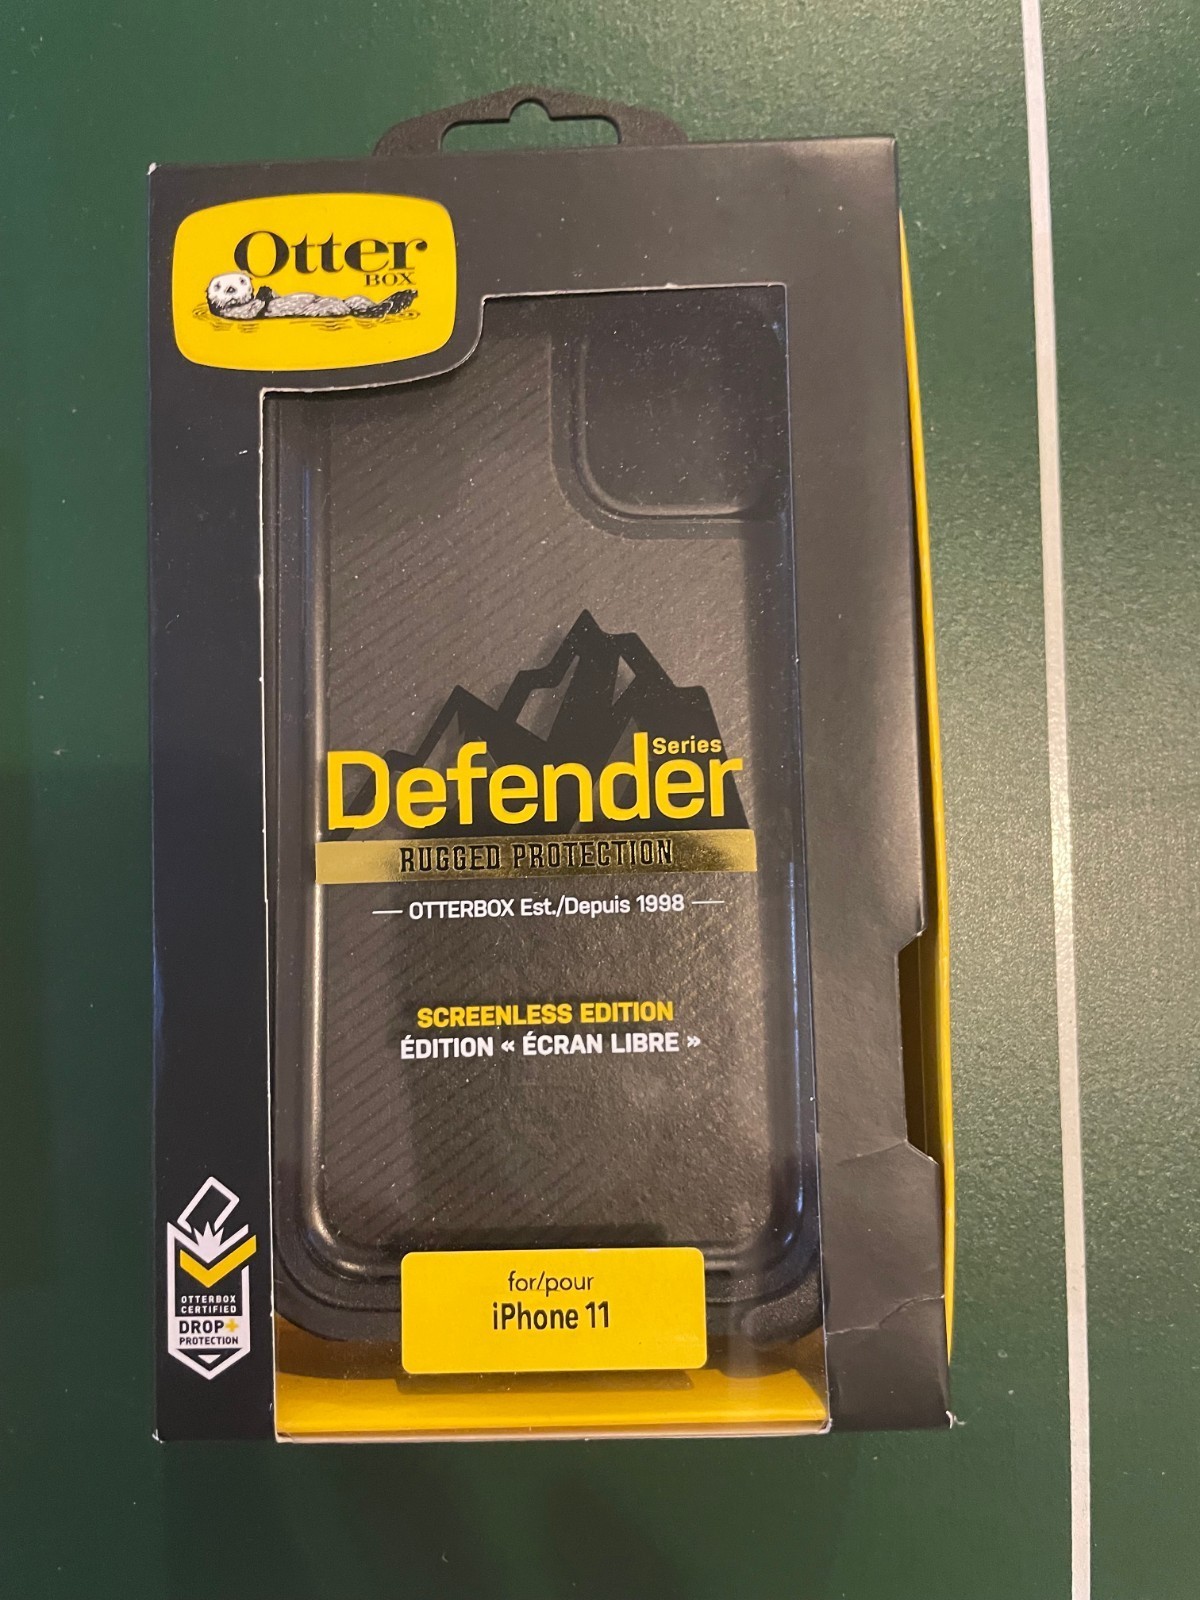 Otter
BOX
Series
Defender
RUGGED PROTECTION
— OTTERBOX Est./Depuis 1998 —
SCREENLESS EDITION
ÉDITION « ÉCRAN LIBRE »
OTTERBOX
CERTIFIED
DROP+
PROTECTION
for/pour
iPhone 11